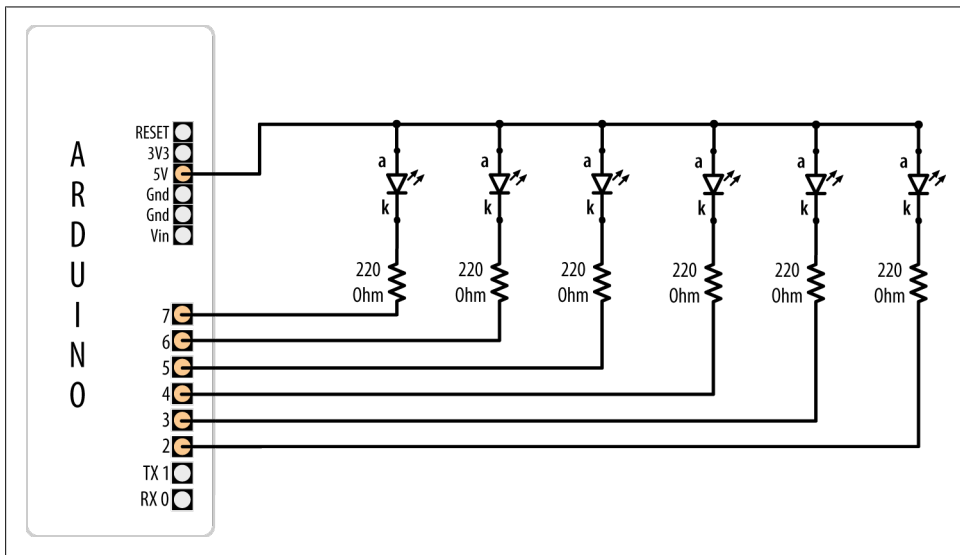 ARDUINO
RESET
3V3
5V
Gnd
Gnd
Vin
7
6
5
4
3
2
TX 1
RX 0
a a a a a a
k k k k k k
220 220 220 220 220 220
Ohm Ohm Ohm Ohm Ohm Ohm